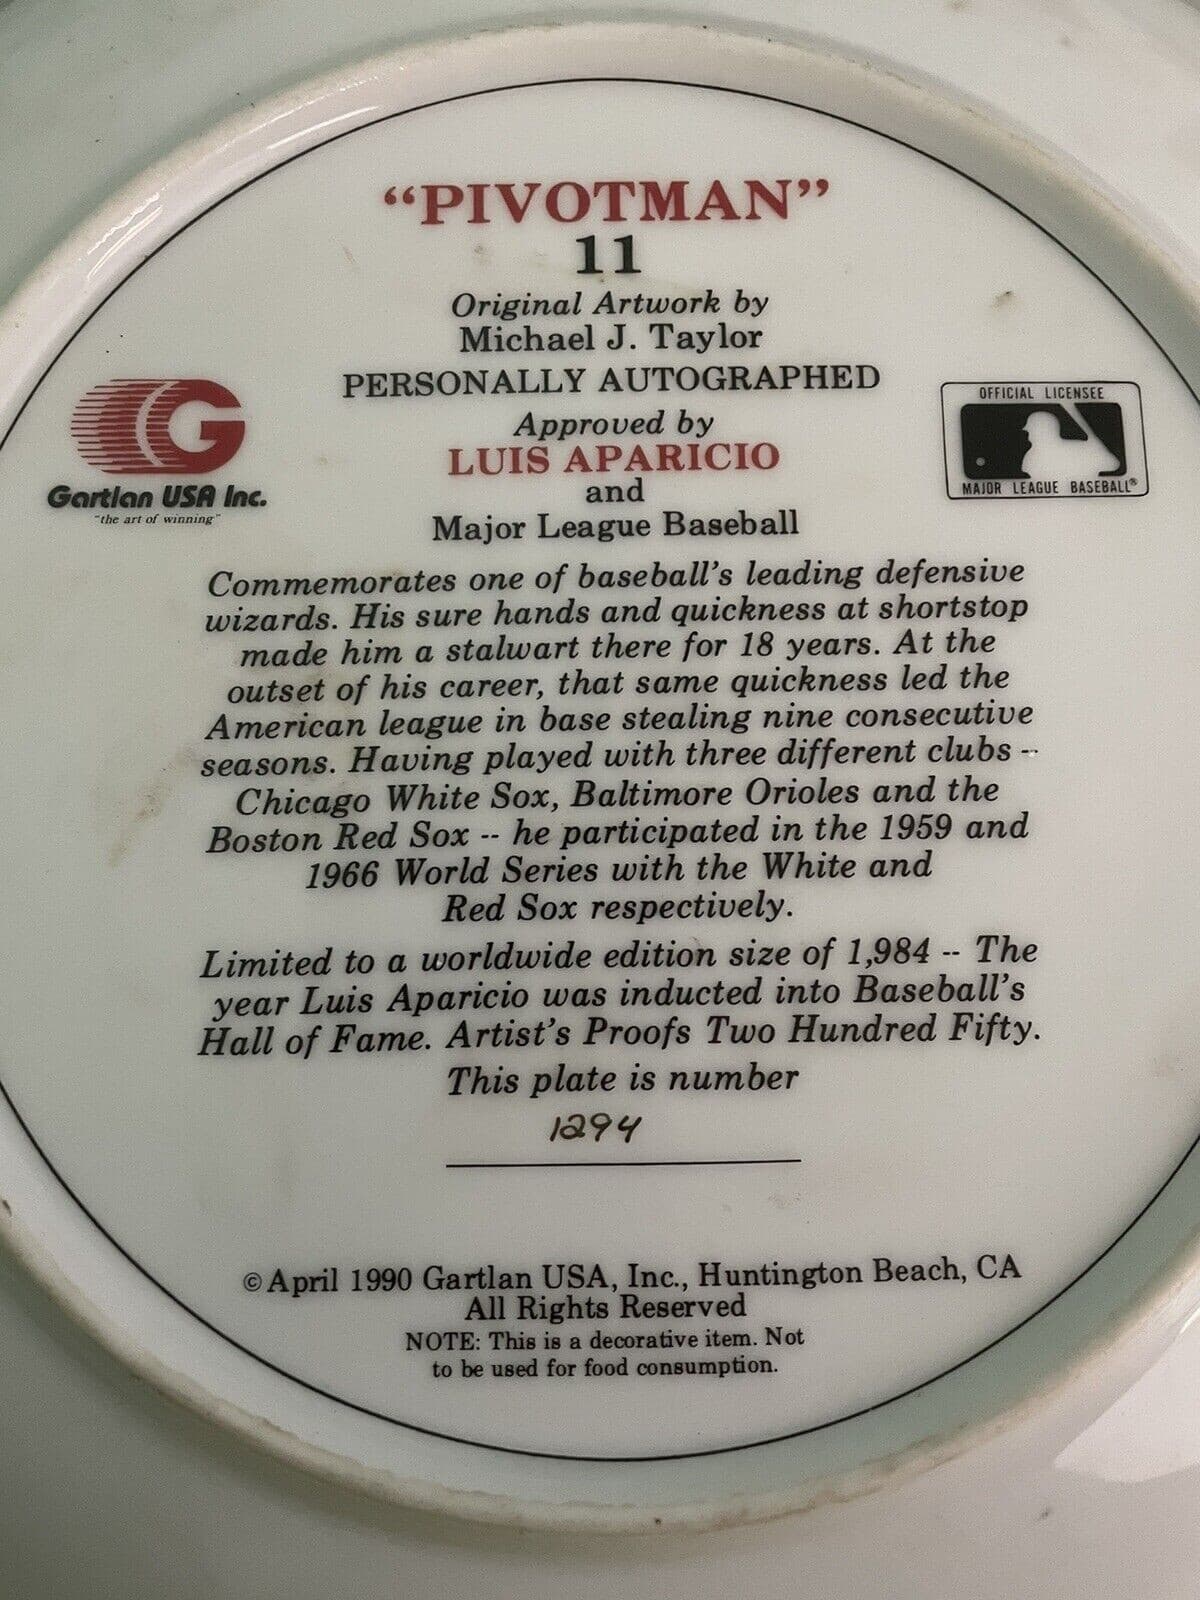 “PIVOTMAN”
11
Original Artwork by
Michael J. Taylor
PERSONALLY AUTOGRAPHED
Approved by
LUIS APARICIO
and
Major League Baseball
G
Gartlan USA Inc.
"the art of winning"
OFFICIAL LICENSEE
MAJOR LEAGUE BASEBALL®
Commemorates one of baseball's leading defensive
wizards. His sure hands and quickness at shortstop
made him a stalwart there for 18 years. At the
outset of his career, that same quickness led the
American league in base stealing nine consecutive
seasons. Having played with three different clubs --
Chicago White Sox, Baltimore Orioles and the
Boston Red Sox -- he participated in the 1959 and
1966 World Series with the White and
Red Sox respectively.
Limited to a worldwide edition size of 1,984 -- The
year Luis Aparicio was inducted into Baseball's
Hall of Fame. Artist's Proofs Two Hundred Fifty.
This plate is number
1294
© April 1990 Gartlan USA, Inc., Huntington Beach, CA
All Rights Reserved
NOTE: This is a decorative item. Not
to be used for food consumption.